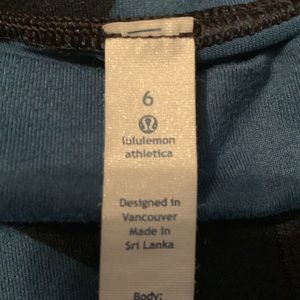 6
lululemon
athletica
Designed in
Vancouver
Made in
Sri Lanka
Body: